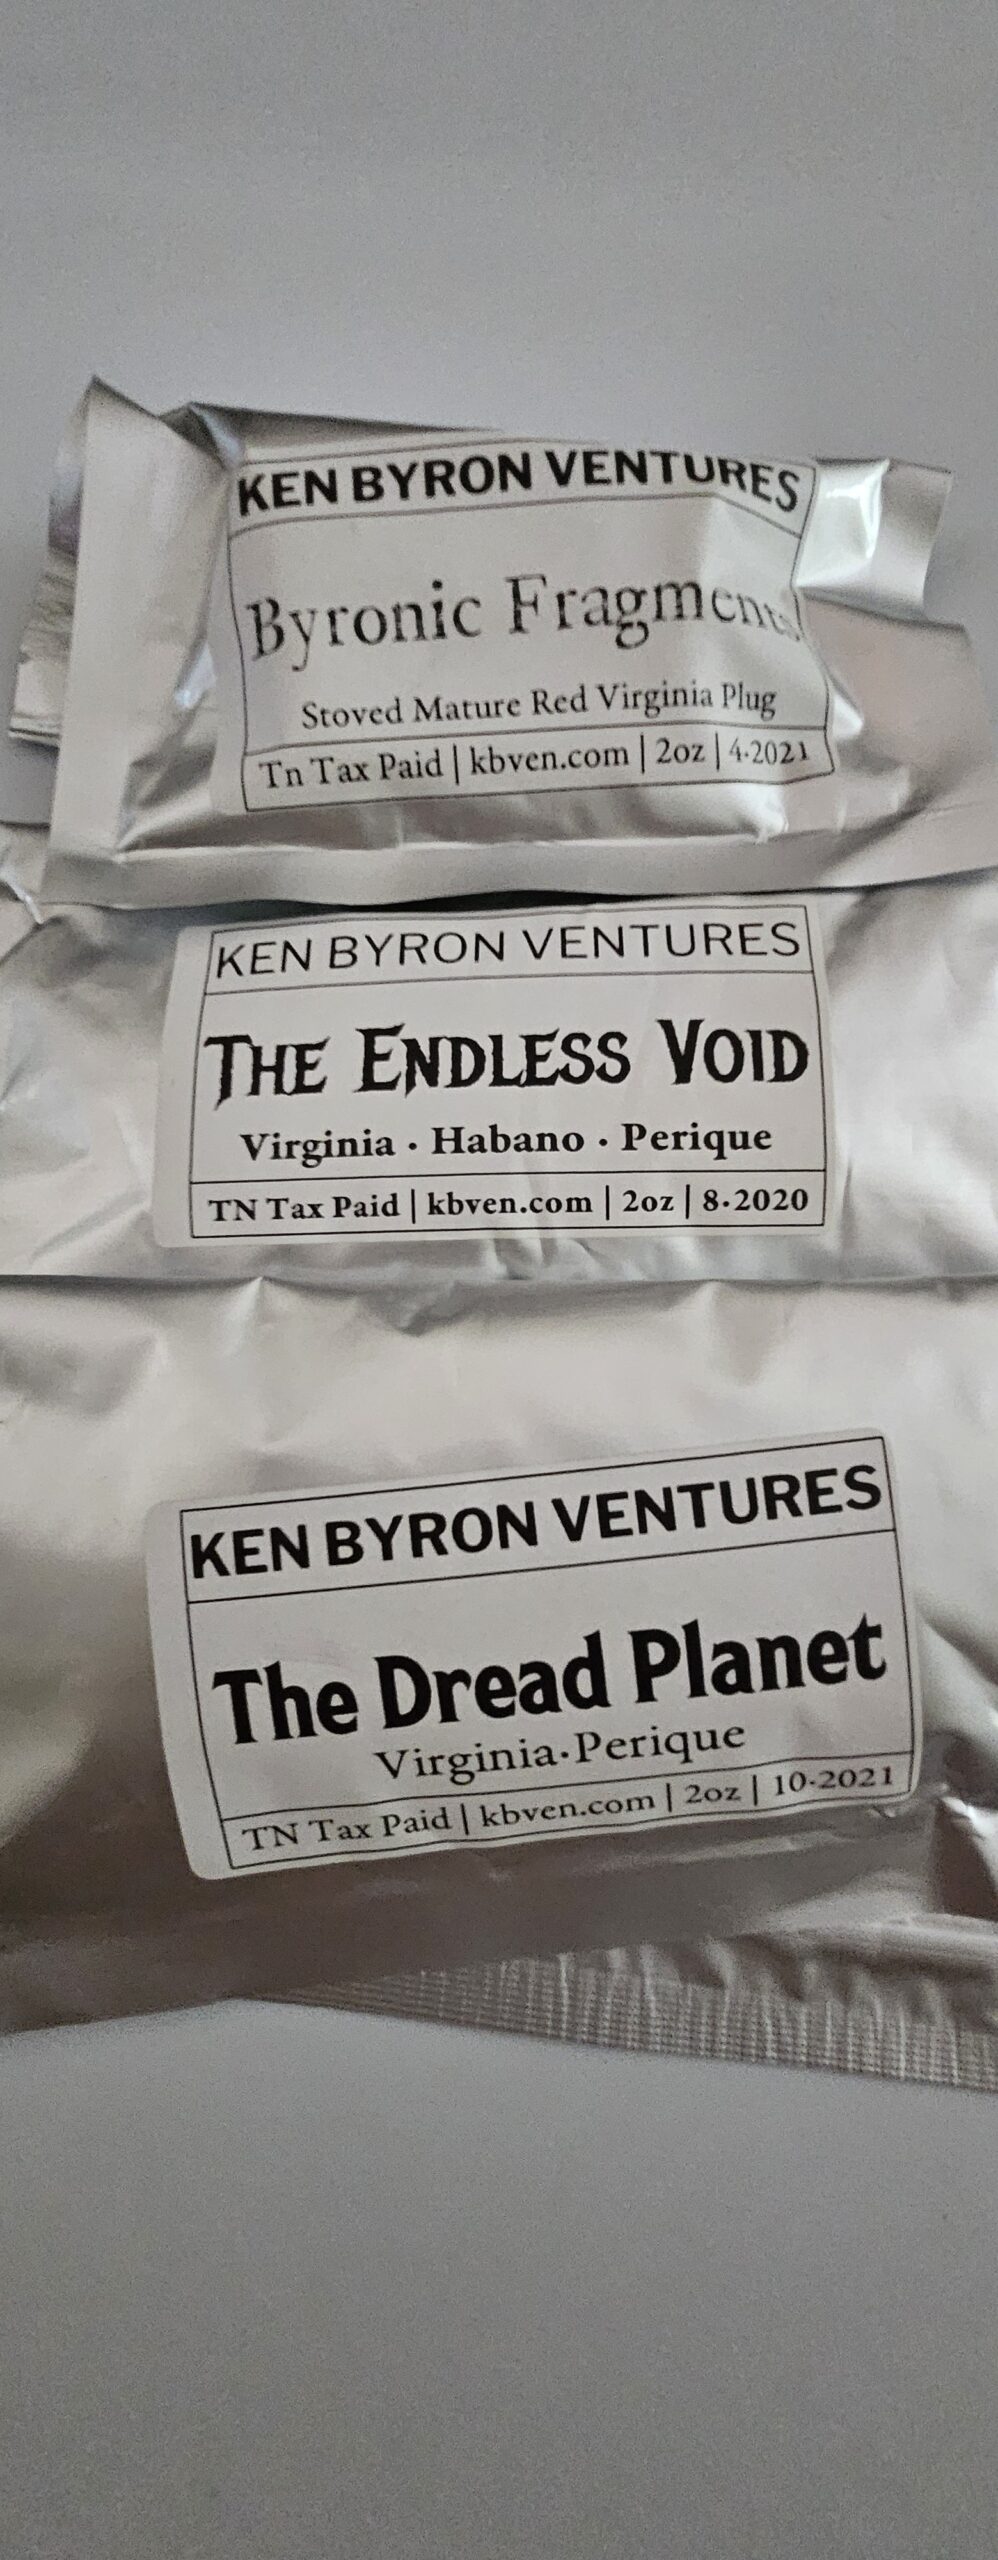 KEN BYRON VENTURES
Byronic Fragments
Stoved Mature Red Virginia Plug
Tn Tax Paid | kbven.com | 2oz | 4·2021
KEN BYRON VENTURES
THE ENDLESS VOID
Virginia · Habano · Perique
TN Tax Paid | kbven.com | 2oz | 8·2020
KEN BYRON VENTURES
The Dread Planet
Virginia·Perique
TN Tax Paid | kbven.com | 2oz | 10·2021